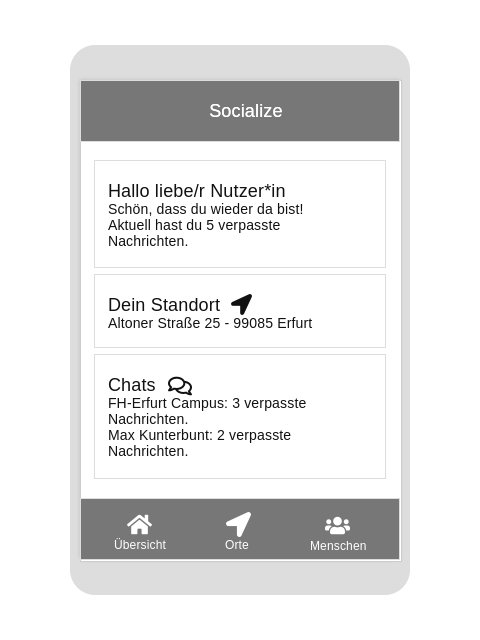 Socialize
Hallo liebe/r Nutzer*in
Schön, dass du wieder da bist!
Aktuell hast du 5 verpasste
Nachrichten.
Dein Standort
Altoner Straße 25 - 99085 Erfurt
Chats
FH-Erfurt Campus: 3 verpasste
Nachrichten.
Max Kunterbunt: 2 verpasste
Nachrichten.
Übersicht
Orte
Menschen